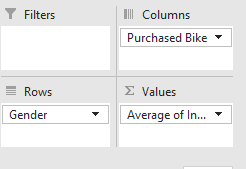 Filters
Columns
Purchased Bike
Rows
Values
Gender
Average of In...